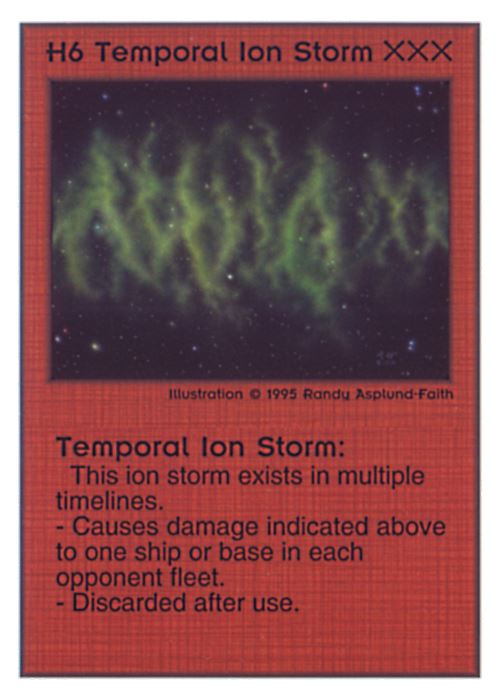 H6 Temporal Ion Storm XXX
Illustration © 1995 Randy Asplund-Faith
Temporal Ion Storm:
This ion storm exists in multiple
timelines.
- Causes damage indicated above
to one ship or base in each
opponent fleet.
- Discarded after use.